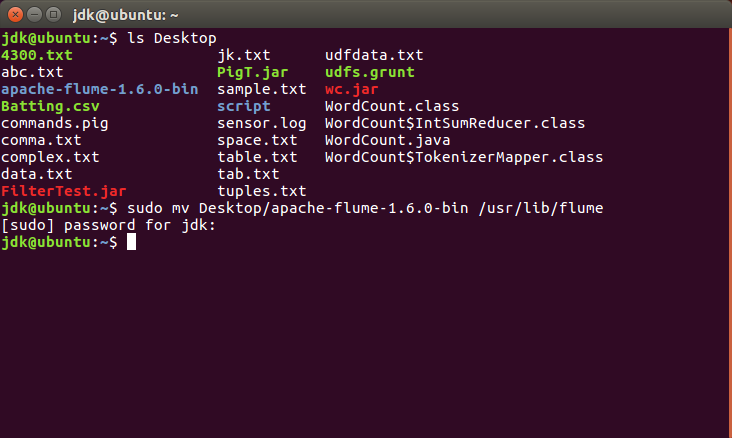 jdk@ubuntu: ~
jdk@ubuntu:~$ ls Desktop
4300.txt                jk.txt      udfdata.txt
abc.txt                 PigT.jar    udfs.grunt
apache-flume-1.6.0-bin  sample.txt  wc.jar
Batting.csv             script      WordCount.class
commands.pig            sensor.log  WordCount$IntSumReducer.class
comma.txt               space.txt   WordCount.java
complex.txt             table.txt   WordCount$TokenizerMapper.class
data.txt                tab.txt
FilterTest.jar          tuples.txt
jdk@ubuntu:~$ sudo mv Desktop/apache-flume-1.6.0-bin /usr/lib/flume
[sudo] password for jdk:
jdk@ubuntu:~$